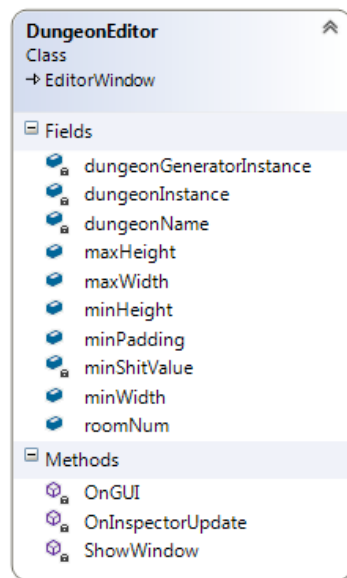 DungeonEditor
Class
EditorWindow
Fields
dungeonGeneratorInstance
dungeonInstance
dungeonName
maxHeight
maxWidth
minHeight
minPadding
minShitValue
minWidth
roomNum
Methods
OnGUI
OnInspectorUpdate
ShowWindow